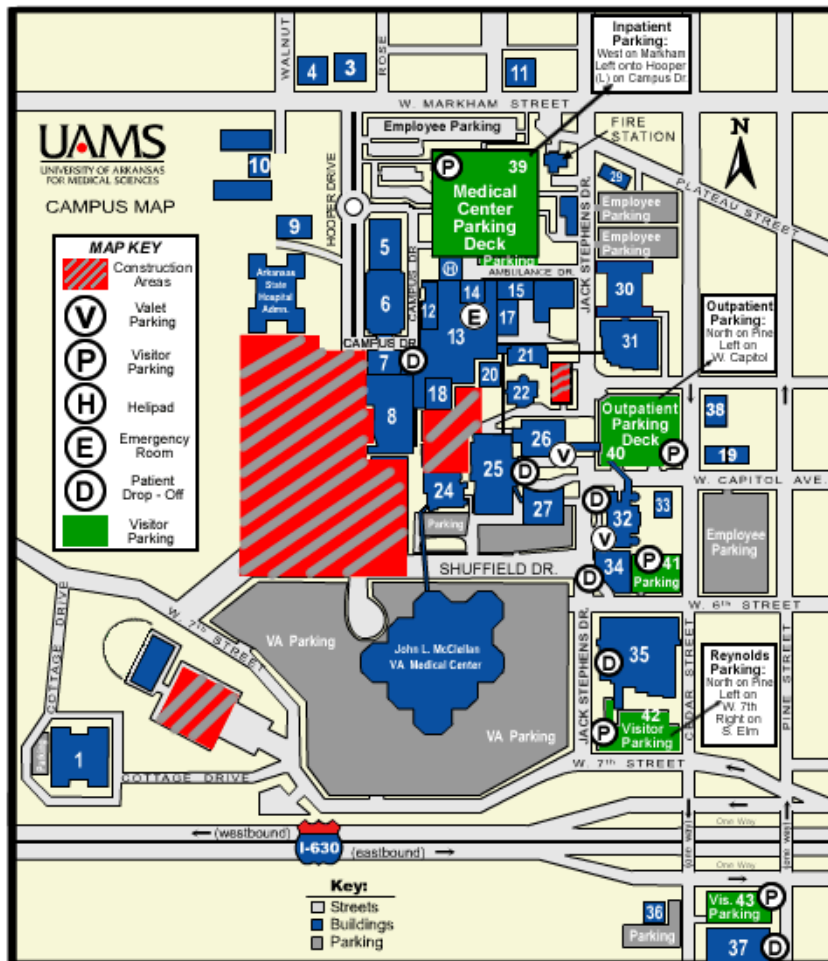 WALNUT
ROSE
4
3
11
Inpatient
Parking:
West on Markham
Left onto Hooper
(L) on Campus Dr.
W. MARKHAM STREET
Employee Parking
FIRE
STATION
N
UAMS
UNIVERSITY OF ARKANSAS
FOR MEDICAL SCIENCES
CAMPUS MAP
10
HOOPER DRIVE
P
39
Medical
Center
Parking
Deck
Parking
JACK STEPHENS DR.
29
PLATEAU STREET
Employee
Parking
Employee
Parking
9
5
CAMPUS DR
H
AMBULANCE DR.
MAP KEY
Construction
Areas
V
Valet
Parking
P
Visitor
Parking
H
Helipad
E
Emergency
Room
D
Patient
Drop - Off
Visitor
Parking
Arkansas
State
Hospital
Admn.
6
12
14
15
E
13
17
30
31
Outpatient
Parking:
North on Pine
Left on
W. Capitol
CAMPUS DR
7
D
21
20
22
18
8
Outpatient
Parking
Deck
40
P
38
19
26
V
25
D
24
27
W. CAPITOL AVE.
D
32
33
V
Employee
Parking
Parking
34
D
P
41
Parking
SHUFFIELD DR.
W. 6th STREET
COTTAGE DRIVE
W. 7th STREET
VA Parking
John L. McClellan
VA Medical Center
VA Parking
JACK STEPHENS DR.
35
D
P
42
Visitor
Parking
CEDAR STREET
PINE STREET
Reynolds
Parking:
North on Pine
Left on
W. 7th
Right on
S. Elm
W. 7th STREET
Parking
1
COTTAGE DRIVE
(westbound)
I-630
(eastbound)
One Way
One Way
(one way)
(one way)
Key:
Streets
Buildings
Parking
36
Parking
Vis. 43
Parking
P
37
D